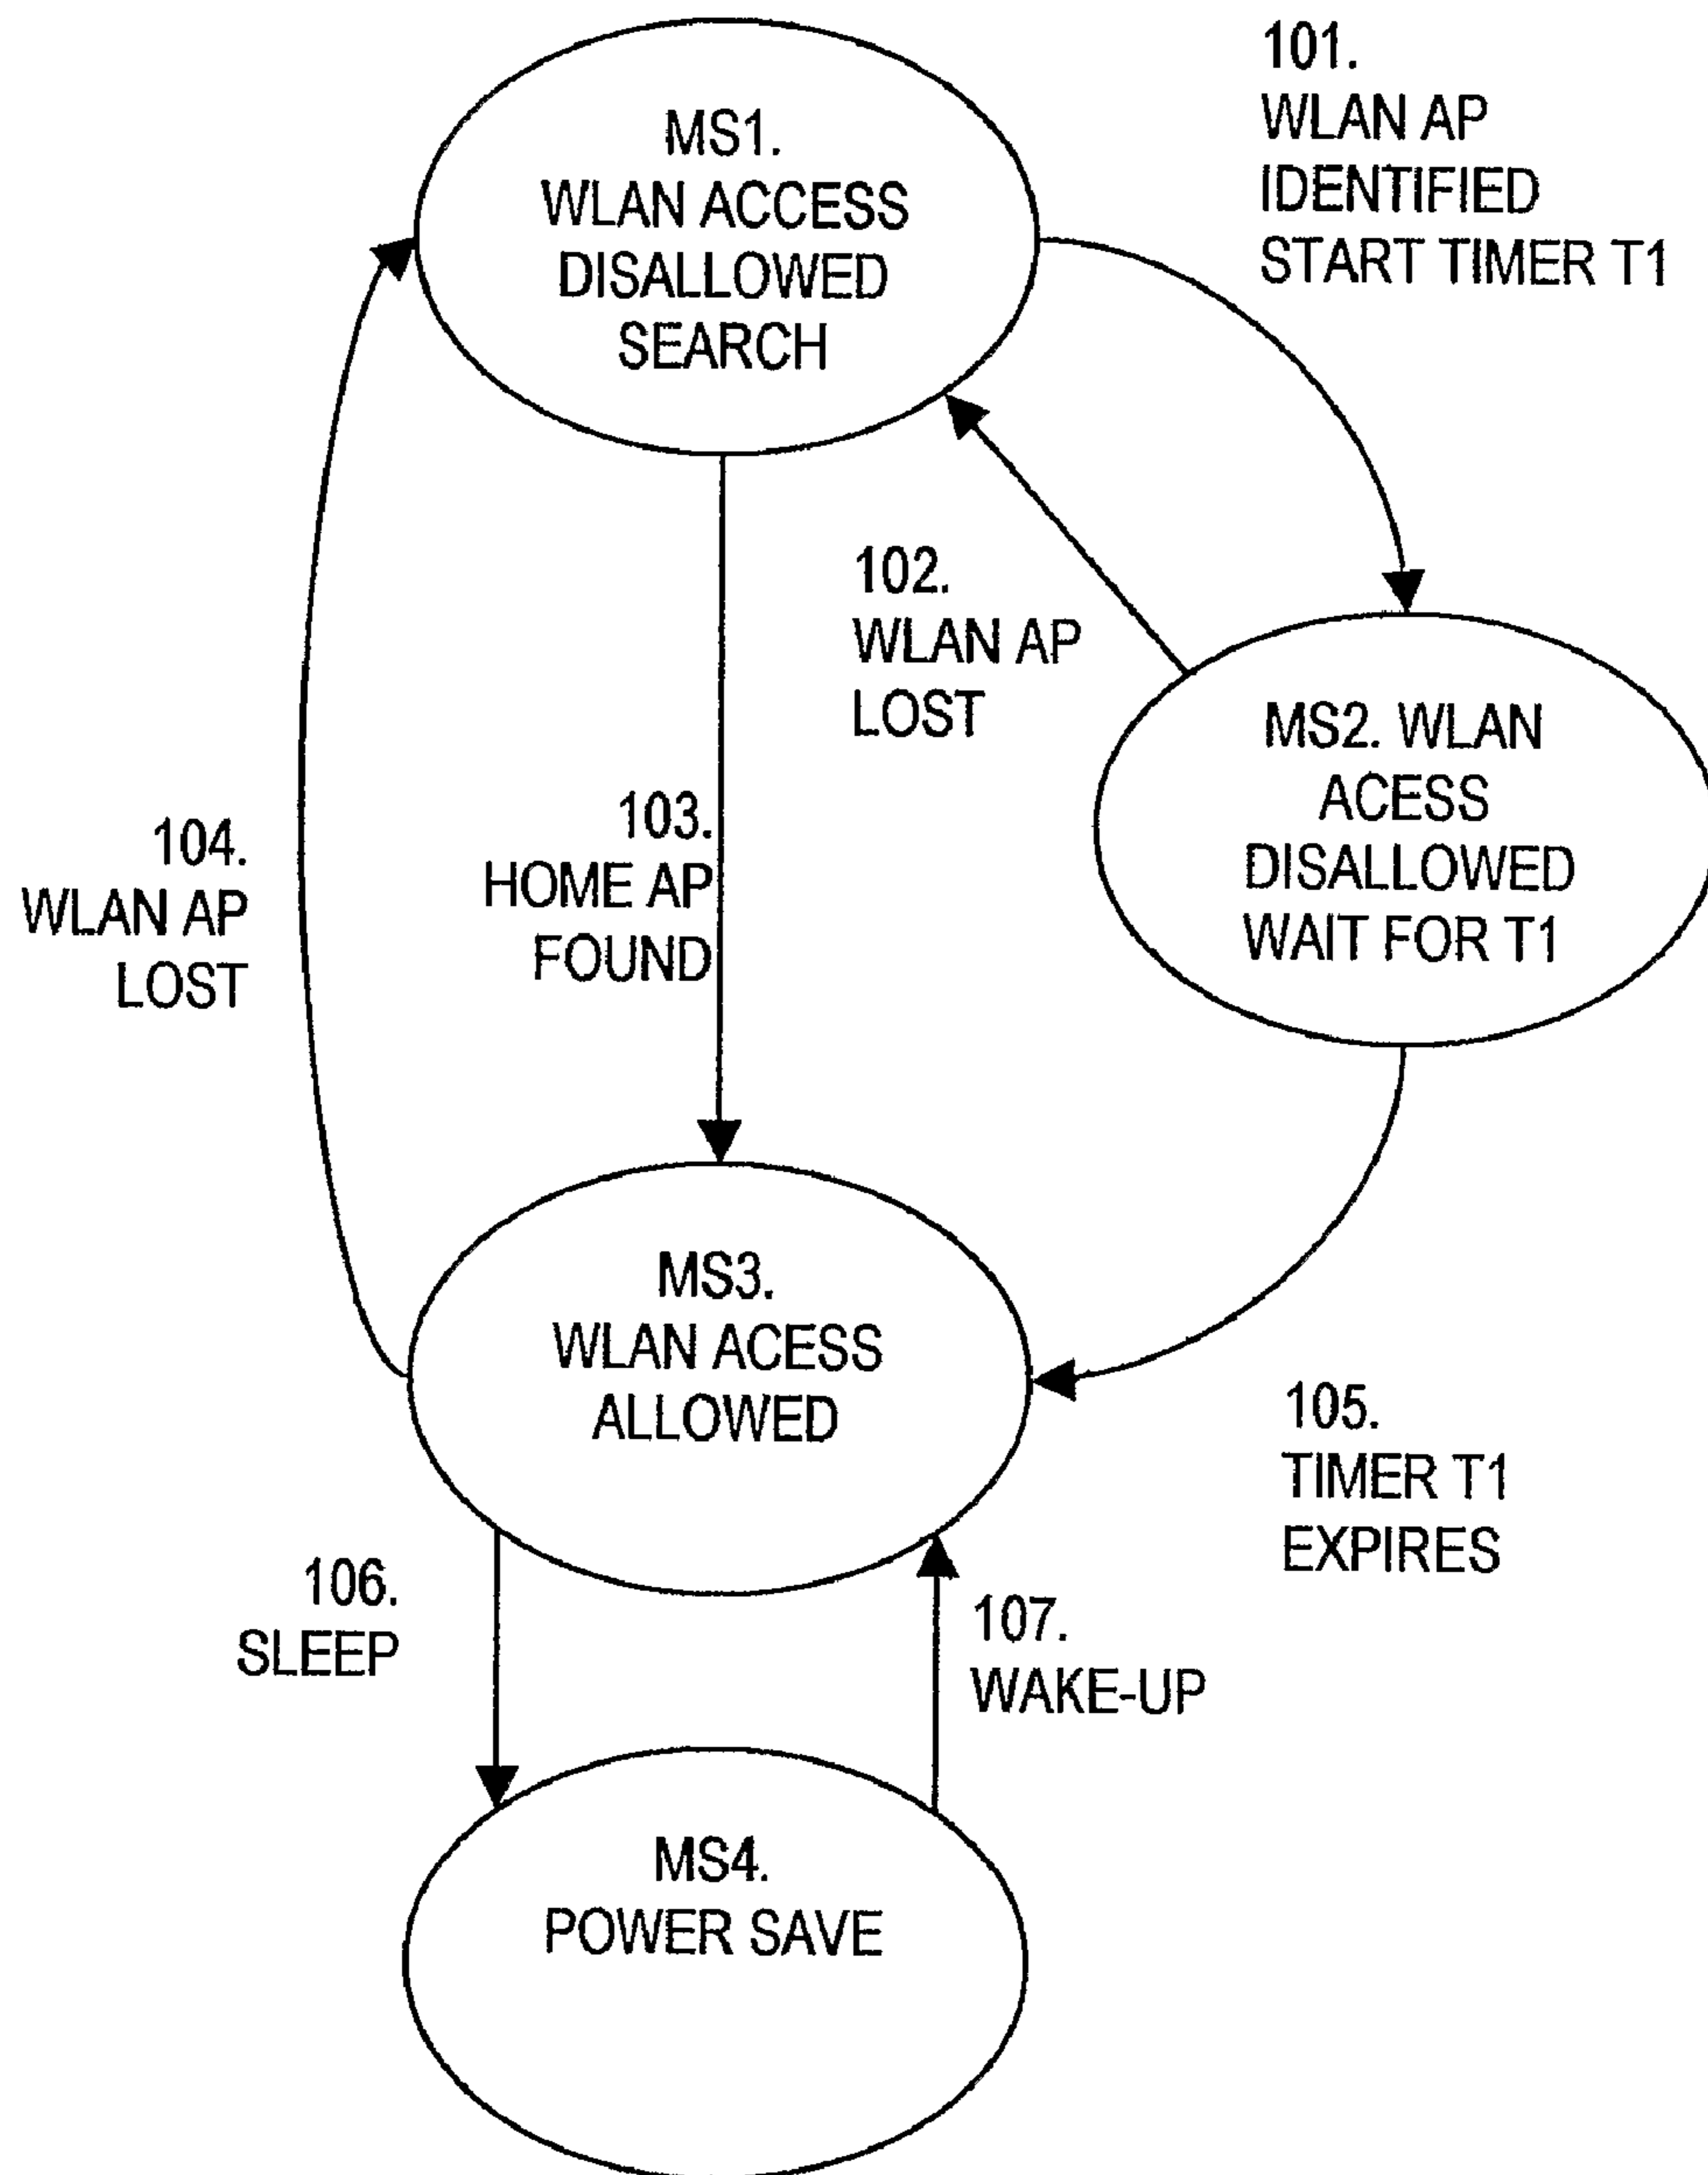 MS1.
WLAN ACCESS
DISALLOWED
SEARCH
101.
WLAN AP
IDENTIFIED
START TIMER T1
102.
WLAN AP
LOST
MS2. WLAN
ACESS
DISALLOWED
WAIT FOR T1
103.
HOME AP
FOUND
104.
WLAN AP
LOST
MS3.
WLAN ACESS
ALLOWED
105.
TIMER T1
EXPIRES
106.
SLEEP
107.
WAKE-UP
MS4.
POWER SAVE